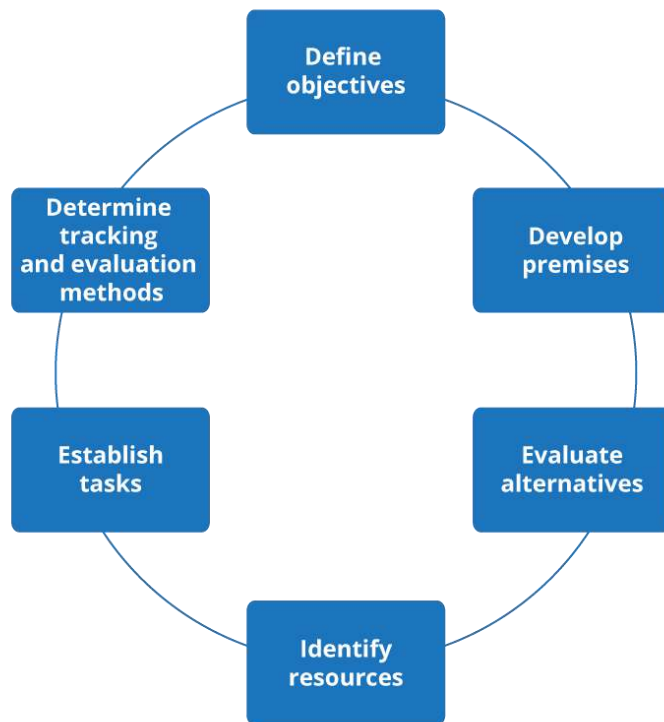 Define
objectives
Develop
premises
Evaluate
alternatives
Identify
resources
Establish
tasks
Determine
tracking
and evaluation
methods